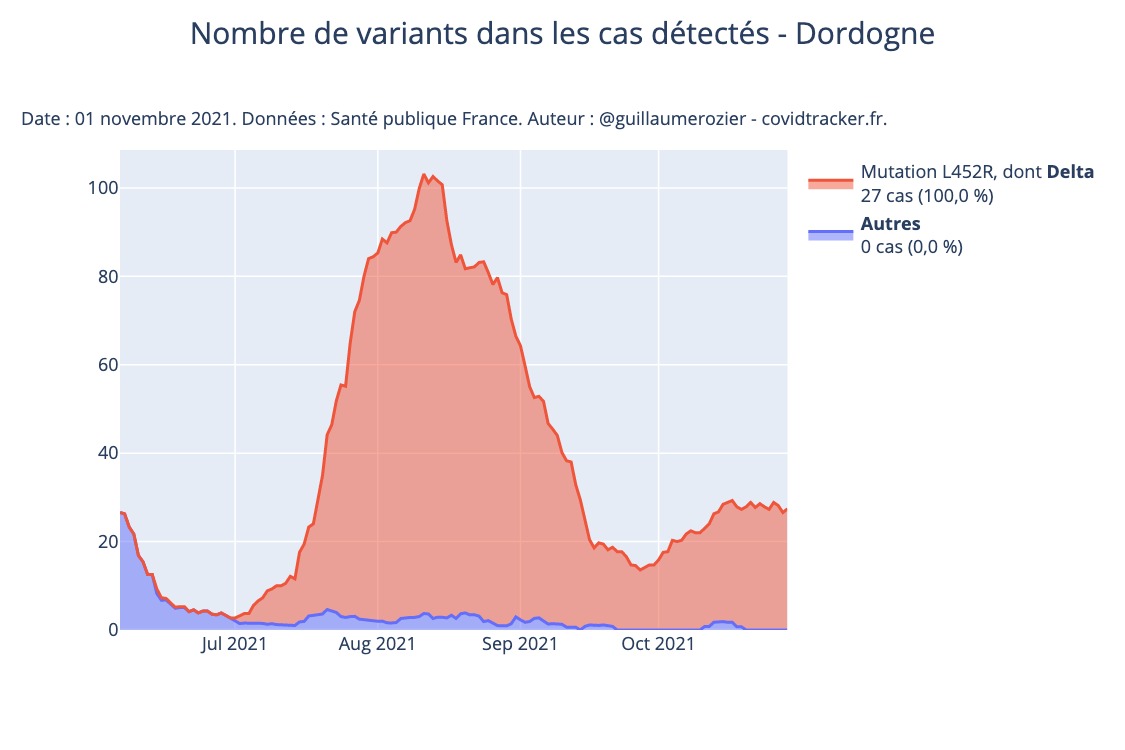 Nombre de variants dans les cas détectés - Dordogne
Date : 01 novembre 2021. Données : Santé publique France. Auteur : @guillaumerozier - covidtracker.fr.
Mutation L452R, dont Delta
27 cas (100,0 %)
Autres
0 cas (0,0 %)
100
80
60
40
20
0
Jul 2021
Aug 2021
Sep 2021
Oct 2021